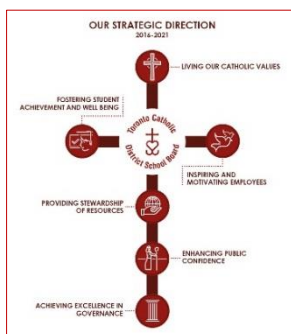 OUR STRATEGIC DIRECTION
2016-2021
LIVING OUR CATHOLIC VALUES
FOSTERING STUDENT
ACHIEVEMENT AND WELL BEING
Toronto Catholic
District School Board
INSPIRING AND
MOTIVATING EMPLOYEES
PROVIDING STEWARDSHIP
OF RESOURCES
ENHANCING PUBLIC
CONFIDENCE
ACHIEVING EXCELLENCE IN
GOVERNANCE